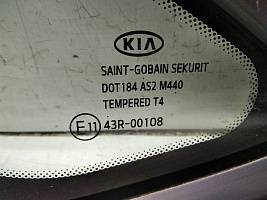 KIA
SAINT-GOBAIN SEKURIT
DOT184 AS2 M440
TEMPERED T4
E11 43R-00108